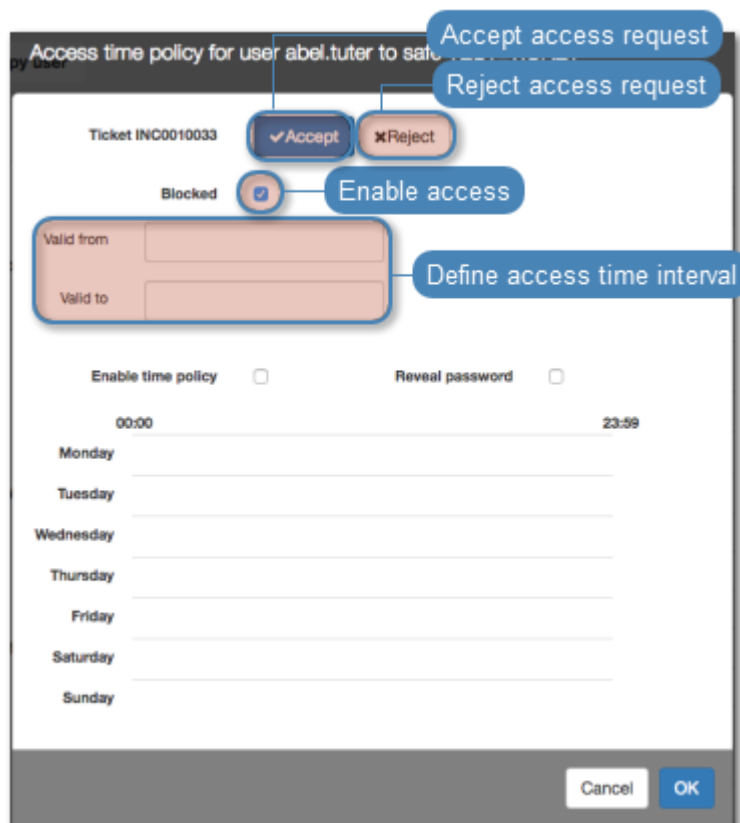 Accept access request
Access time policy for user abel.tuter to safe
py user
Reject access request
Ticket INC0010033 ✔Accept ✖Reject
Blocked Enable access
Valid from
Define access time interval
Valid to
Enable time policy Reveal password
00:00 23:59
Monday
Tuesday
Wednesday
Thursday
Friday
Saturday
Sunday
Cancel OK